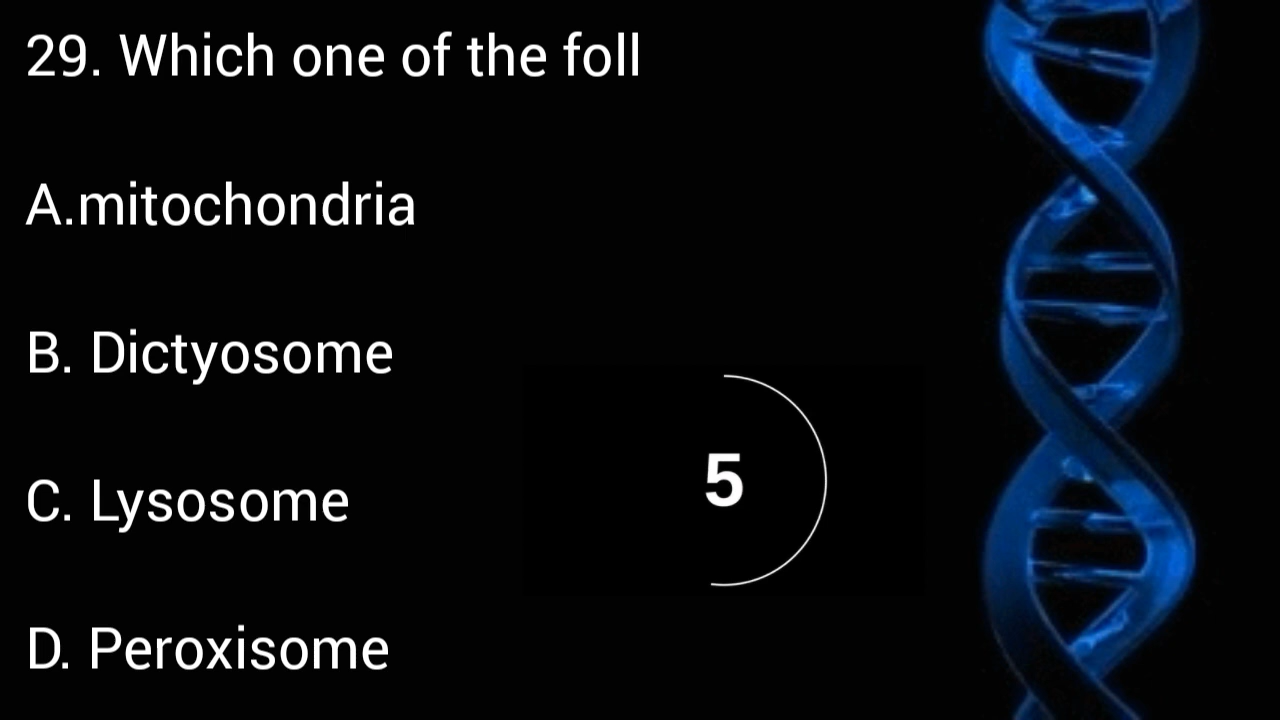 29. Which one of the foll
A.mitochondria
B. Dictyosome
5
C. Lysosome
D. Peroxisome